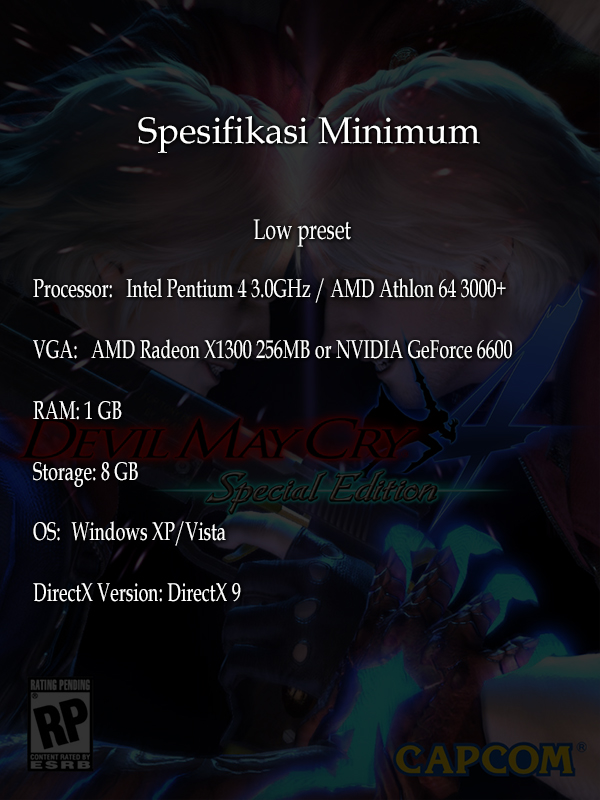 Spesifikasi Minimum
Low preset
Processor: Intel Pentium 4 3.0GHz / AMD Athlon 64 3000+
VGA: AMD Radeon X1300 256MB or NVIDIA GeForce 6600
RAM: 1 GB
DEVIL MAY CRY 4
Storage: 8 GB
Special Edition
OS: Windows XP/Vista
DirectX Version: DirectX 9
RATING PENDING
RP
CONTENT RATED BY
ESRB
CAPCOM®